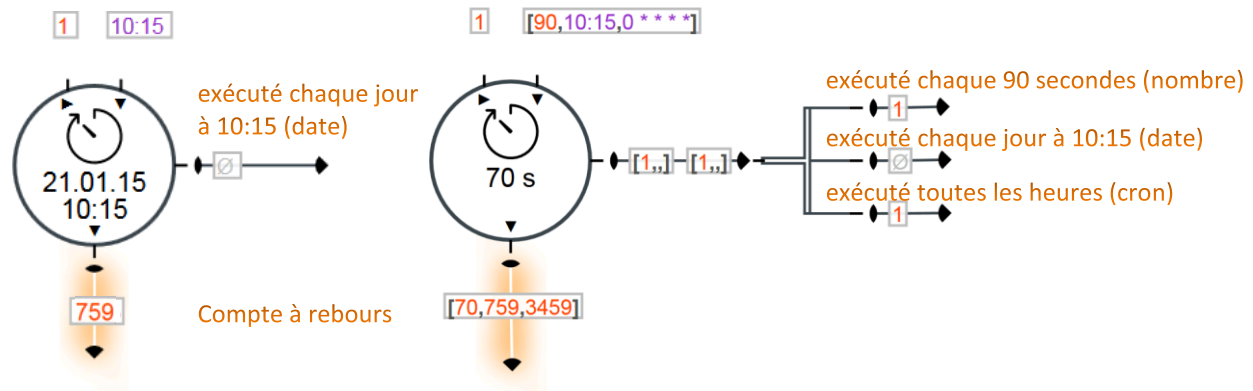 1 10:15
exécuté chaque jour
à 10:15 (date)
Ø
21.01.15
10:15
759
Compte à rebours
1 [90,10:15,0 * * * *]
70 s
[1,,] [1,,]
[70,759,3459]
exécuté chaque 90 secondes (nombre)
1
exécuté chaque jour à 10:15 (date)
Ø
exécuté toutes les heures (cron)
1